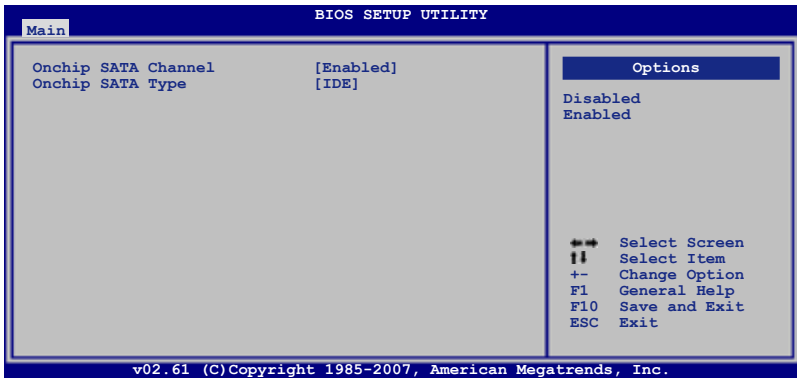 BIOS SETUP UTILITY
Main
Onchip SATA Channel [Enabled]
Onchip SATA Type [IDE]
Options
Disabled
Enabled
←→ Select Screen
↑↓ Select Item
+- Change Option
F1 General Help
F10 Save and Exit
ESC Exit
v02.61 (C)Copyright 1985-2007, American Megatrends, Inc.